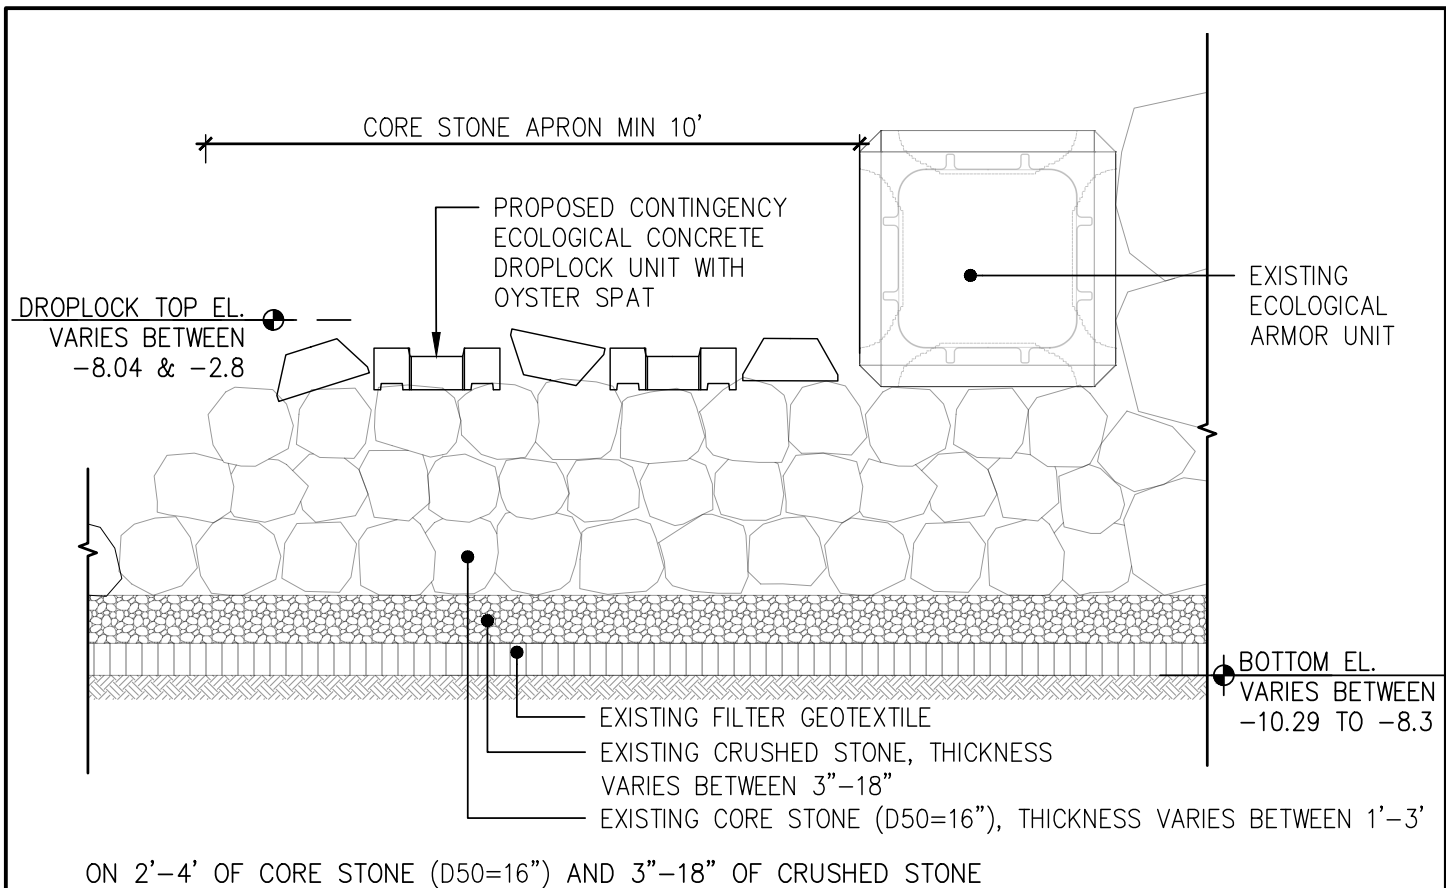 CORE STONE APRON MIN 10'
PROPOSED CONTINGENCY
ECOLOGICAL CONCRETE
DROPLOCK UNIT WITH
OYSTER SPAT
DROPLOCK TOP EL.
VARIES BETWEEN
-8.04 & -2.8
EXISTING
ECOLOGICAL
ARMOR UNIT
BOTTOM EL.
VARIES BETWEEN
-10.29 TO -8.3
EXISTING FILTER GEOTEXTILE
EXISTING CRUSHED STONE, THICKNESS
VARIES BETWEEN 3"-18"
EXISTING CORE STONE (D50=16"), THICKNESS VARIES BETWEEN 1'-3'
ON 2'-4' OF CORE STONE (D50=16") AND 3"-18" OF CRUSHED STONE